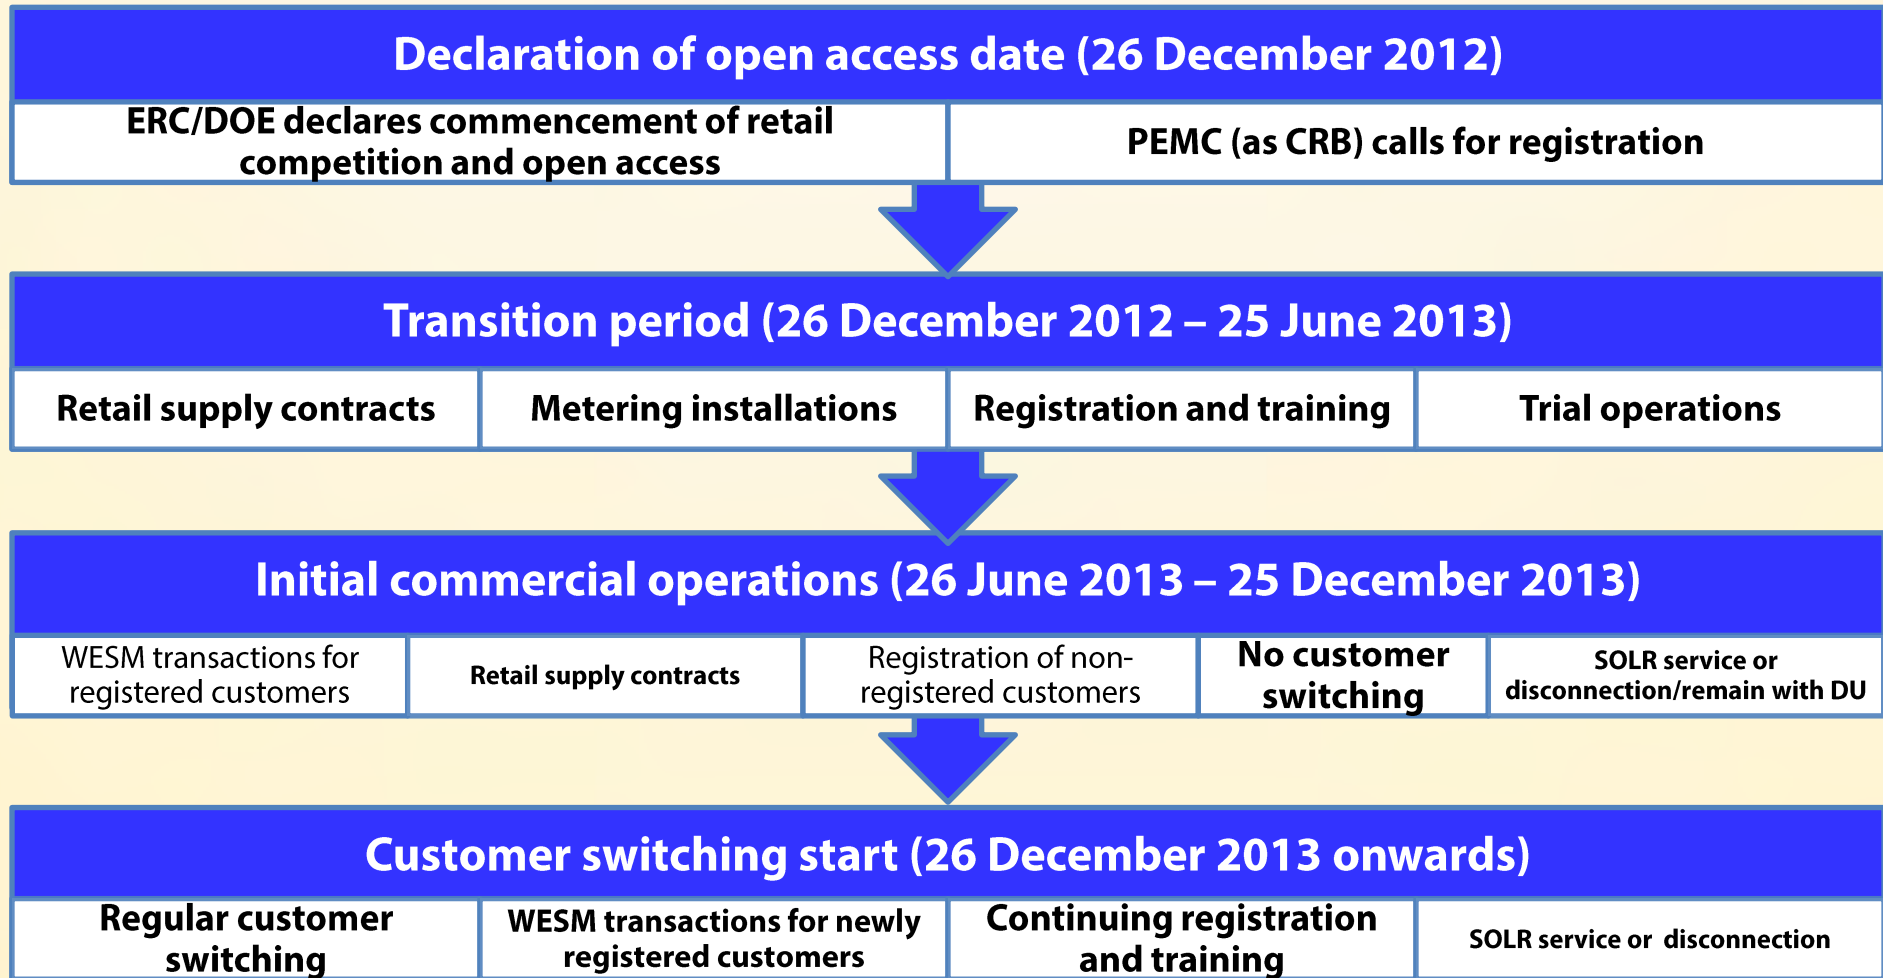 Declaration of open access date (26 December 2012)
ERC/DOE declares commencement of retail
competition and open access
PEMC (as CRB) calls for registration
Transition period (26 December 2012 – 25 June 2013)
Retail supply contracts
Metering installations
Registration and training
Trial operations
Initial commercial operations (26 June 2013 – 25 December 2013)
WESM transactions for
registered customers
Retail supply contracts
Registration of non-
registered customers
No customer
switching
SOLR service or
disconnection/remain with DU
Customer switching start (26 December 2013 onwards)
Regular customer
switching
WESM transactions for newly
registered customers
Continuing registration
and training
SOLR service or  disconnection